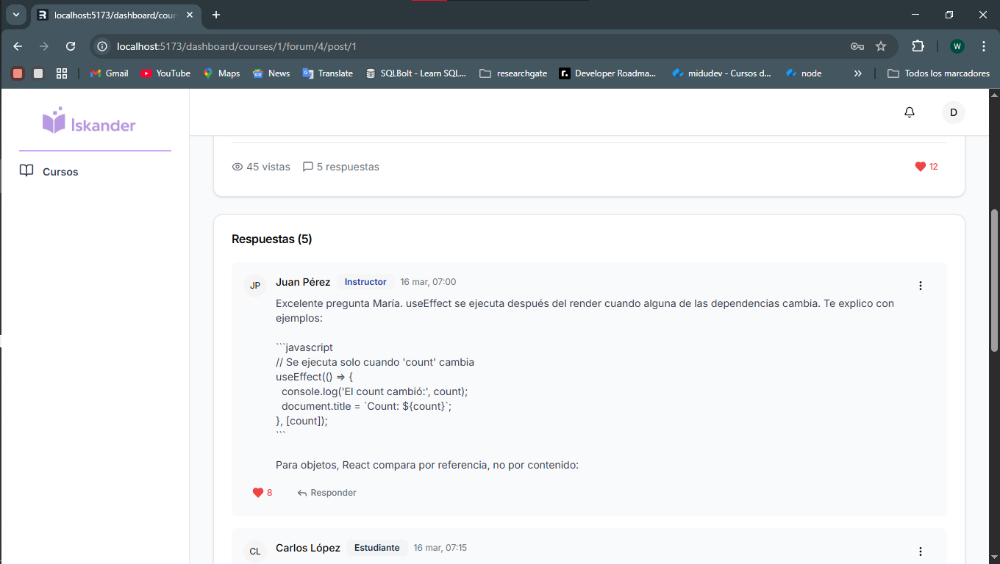 localhost:5173/dashboard/cour
localhost:5173/dashboard/courses/1/forum/4/post/1
W
Gmail
YouTube
Maps
News
Translate
SQLBolt - Learn SQL...
researchgate
Developer Roadma...
midudev - Cursos d...
node
Todos los marcadores
Iskander
D
Cursos
45 vistas
5 respuestas
12
Respuestas (5)
JP
Juan Pérez
Instructor
16 mar, 07:00
Excelente pregunta María. useEffect se ejecuta después del render cuando alguna de las dependencias cambia. Te explico con
ejemplos:
```javascript
// Se ejecuta solo cuando 'count' cambia
useEffect(() => {
console.log('El count cambió:', count);
document.title = `Count: ${count}`;
}, [count]);
```
Para objetos, React compara por referencia, no por contenido:
8
Responder
CL
Carlos López
Estudiante
16 mar, 07:15